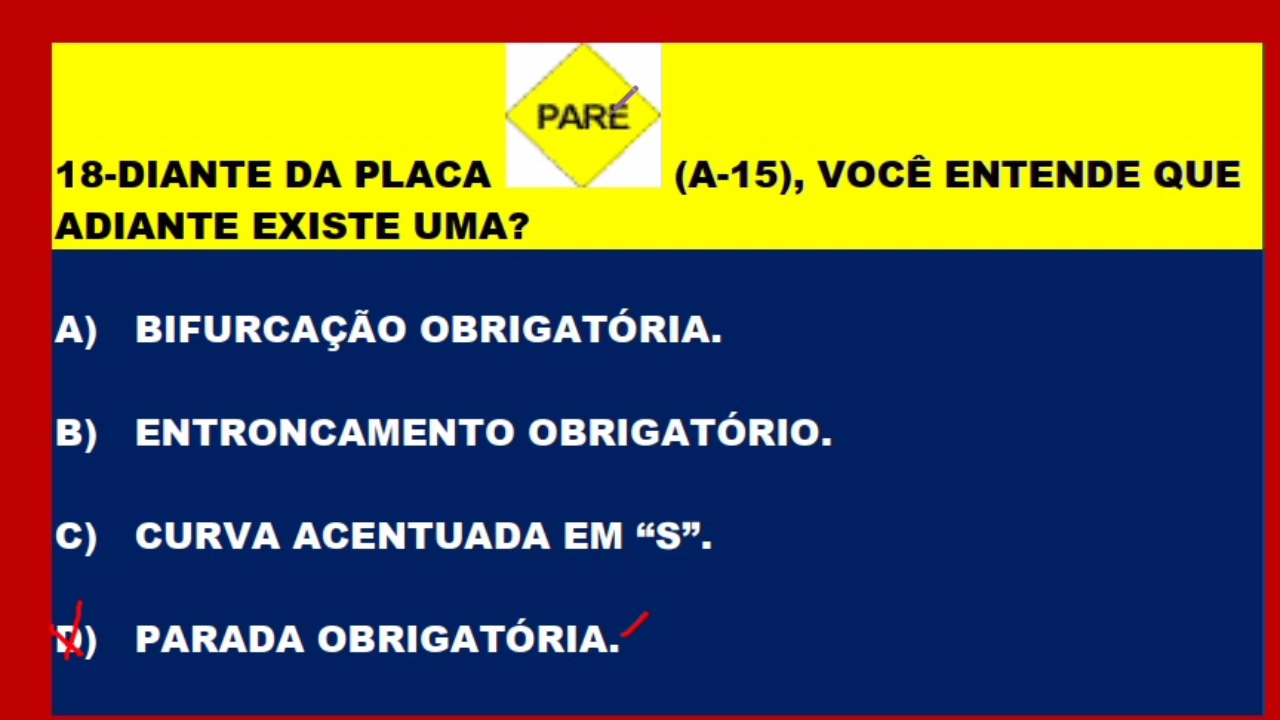 PARE
18-DIANTE DA PLACA (A-15), VOCÊ ENTENDE QUE
ADIANTE EXISTE UMA?
A) BIFURCAÇÃO OBRIGATÓRIA.
B) ENTRONCAMENTO OBRIGATÓRIO.
C) CURVA ACENTUADA EM “S”.
D) PARADA OBRIGATÓRIA.